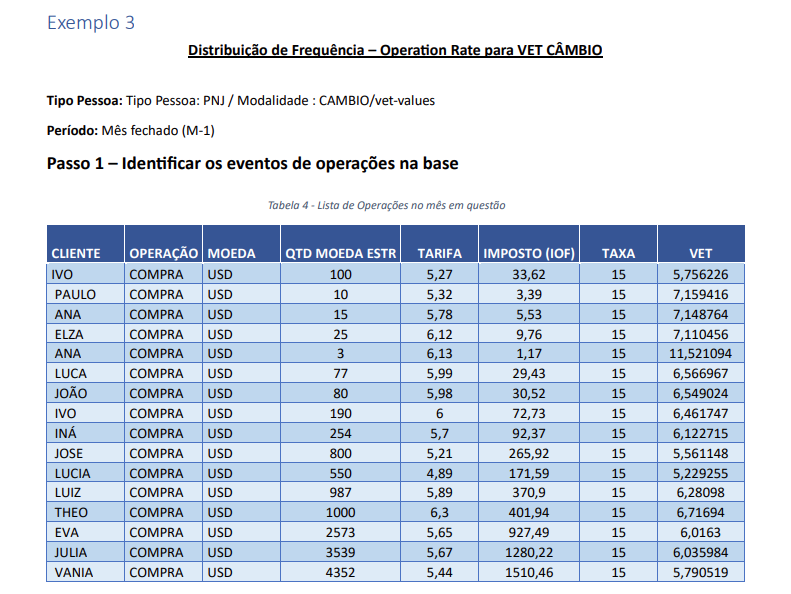 Exemplo 3
Distribuição de Frequência – Operation Rate para VET CÂMBIO
Tipo Pessoa: Tipo Pessoa: PNJ / Modalidade : CAMBIO/vet-values
Período: Mês fechado (M-1)
Passo 1 – Identificar os eventos de operações na base
Tabela 4 - Lista de Operações no mês em questão
CLIENTE OPERAÇÃO MOEDA QTD MOEDA ESTR TARIFA IMPOSTO (IOF) TAXA VET
IVO COMPRA USD 100 5,27 33,62 15 5,756226
PAULO COMPRA USD 10 5,32 3,39 15 7,159416
ANA COMPRA USD 15 5,78 5,53 15 7,148764
ELZA COMPRA USD 25 6,12 9,76 15 7,110456
ANA COMPRA USD 3 6,13 1,17 15 11,521094
LUCA COMPRA USD 77 5,99 29,43 15 6,566967
JOÃO COMPRA USD 80 5,98 30,52 15 6,549024
IVO COMPRA USD 190 6 72,73 15 6,461747
INÁ COMPRA USD 254 5,7 92,37 15 6,122715
JOSE COMPRA USD 800 5,21 265,92 15 5,561148
LUCIA COMPRA USD 550 4,89 171,59 15 5,229255
LUIZ COMPRA USD 987 5,89 370,9 15 6,28098
THEO COMPRA USD 1000 6,3 401,94 15 6,71694
EVA COMPRA USD 2573 5,65 927,49 15 6,0163
JULIA COMPRA USD 3539 5,67 1280,22 15 6,035984
VANIA COMPRA USD 4352 5,44 1510,46 15 5,790519